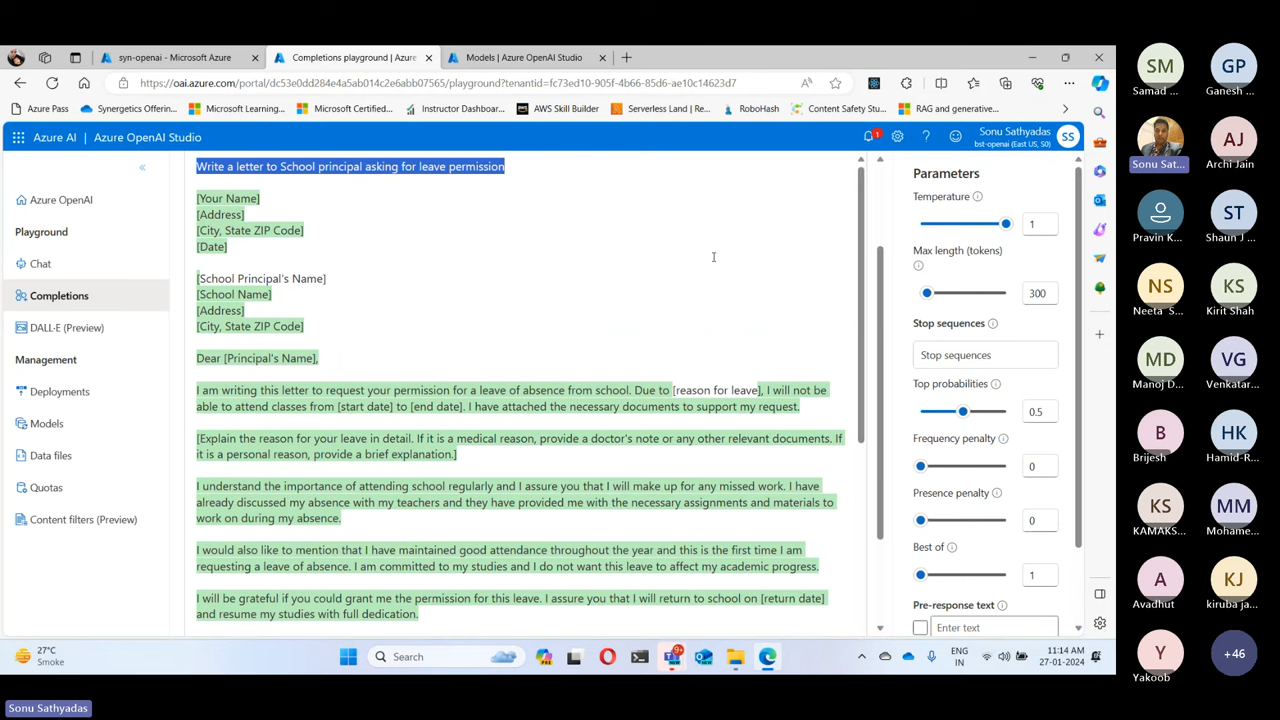 syn-openai - Microsoft Azure
Completions playground | Azure
Models | Azure OpenAI Studio
https://oai.azure.com/portal/dc53e0dd284e4a5ab014c2e6abb07565/playground?tenantid=fc73ed10-905f-4b66-85d6-ae10c14623d7
Azure Pass
Synergetics Offering...
Microsoft Learning...
Microsoft Certified...
Instructor Dashboar...
AWS Skill Builder
Serverless Land | Re...
RoboHash
Content Safety Stu...
RAG and generative...
Azure AI | Azure OpenAI Studio
1
Sonu Sathyadas
bst-openai (East US, S0)
SS
Azure OpenAI
Playground
Chat
Completions
DALL·E (Preview)
Management
Deployments
Models
Data files
Quotas
Content filters (Preview)
Write a letter to School principal asking for leave permission
[Your Name]
[Address]
[City, State ZIP Code]
[Date]
[School Principal's Name]
[School Name]
[Address]
[City, State ZIP Code]
Dear [Principal's Name],
I am writing this letter to request your permission for a leave of absence from school. Due to [reason for leave], I will not be
able to attend classes from [start date] to [end date]. I have attached the necessary documents to support my request.
[Explain the reason for your leave in detail. If it is a medical reason, provide a doctor's note or any other relevant documents. If
it is a personal reason, provide a brief explanation.]
I understand the importance of attending school regularly and I assure you that I will make up for any missed work. I have
already discussed my absence with my teachers and they have provided me with the necessary assignments and materials to
work on during my absence.
I would also like to mention that I have maintained good attendance throughout the year and this is the first time I am
requesting a leave of absence. I am committed to my studies and I do not want this leave to affect my academic progress.
I will be grateful if you could grant me the permission for this leave. I assure you that I will return to school on [return date]
and resume my studies with full dedication.
Parameters
Temperature
1
Max length (tokens)
300
Stop sequences
Stop sequences
Top probabilities
0.5
Frequency penalty
0
Presence penalty
0
Best of
1
Pre-response text
Enter text
27°C
Smoke
Search
9+
ENG
IN
11:14 AM
27-01-2024
SM
Samad ...
GP
Ganesh ...
Sonu Sat...
AJ
Archi Jain
Pravin K...
ST
Shaun J ...
NS
Neeta S...
KS
Kirit Shah
MD
Manoj D...
VG
Venkatar...
B
Brijesh
HK
Hamid-R...
KS
KAMAKS...
MM
Mohame...
A
Avadhut
KJ
kiruba ja...
Y
Yakoob
+46
Sonu Sathyadas